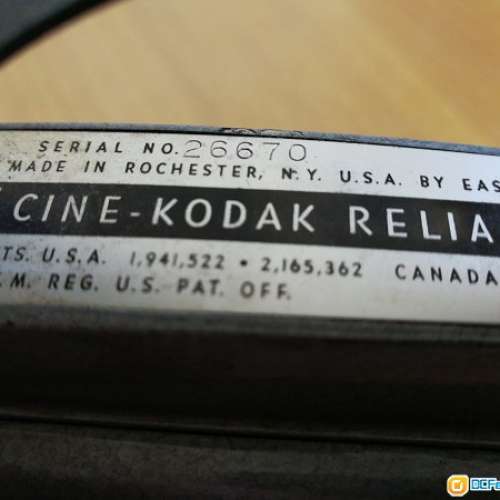 SERIAL NO. 26670
MADE IN ROCHESTER, N.Y. U.S.A. BY EAS
CINE-KODAK RELIA
TS. U.S.A. 1,941,522 • 2,165,362 CANADA
.M. REG. U.S. PAT. OFF.